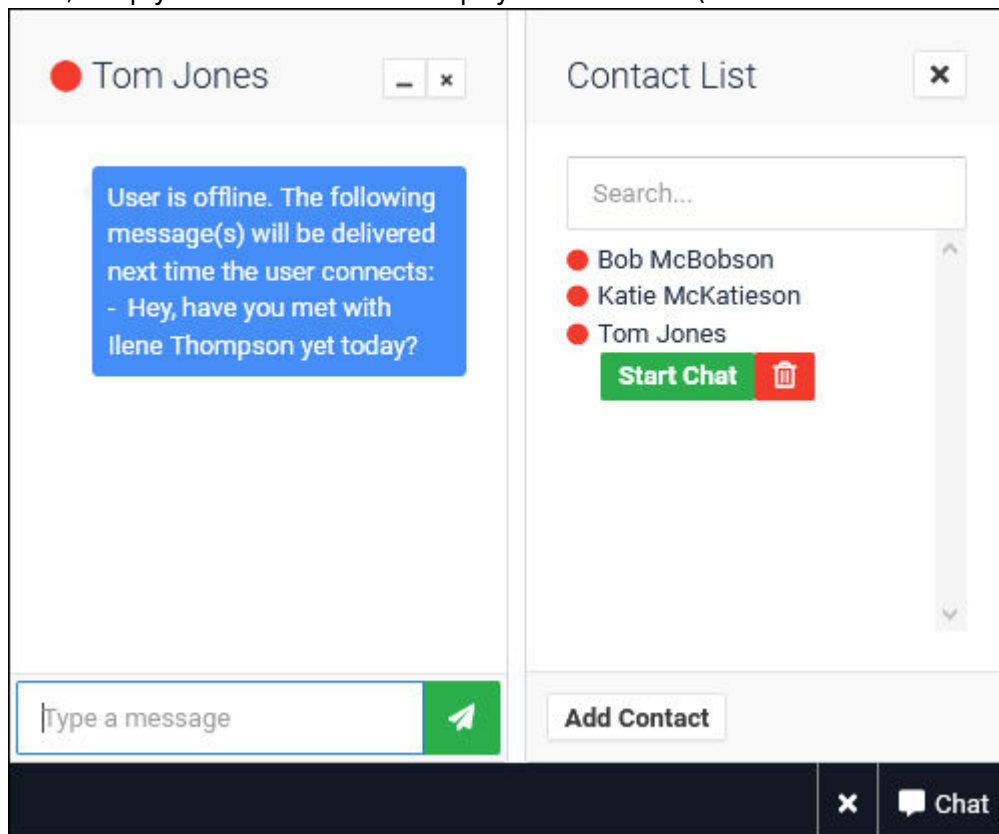 Tom Jones
User is offline. The following
message(s) will be delivered
next time the user connects:
- Hey, have you met with
Ilene Thompson yet today?
Type a message
Contact List
Search...
Bob McBobson
Katie McKatieson
Tom Jones
Start Chat
Add Contact
Chat